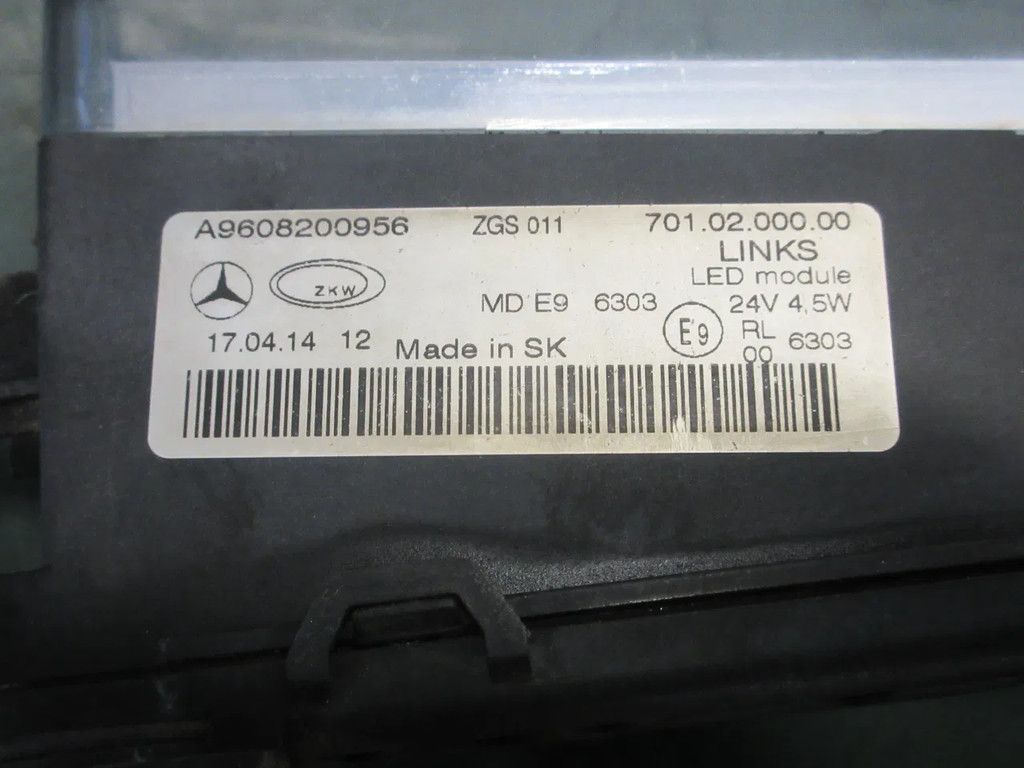 A9608200956 ZGS 011 701.02.000.00
LINKS
LED module
ZKW
MD E9 6303 24V 4,5W
E9 RL 6303
00
17.04.14 12 Made in SK